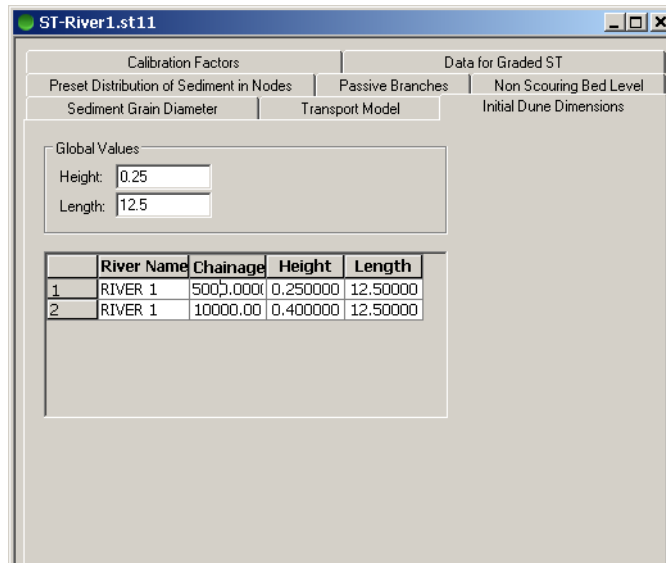 ST-River1.st11
Calibration Factors Data for Graded ST
Preset Distribution of Sediment in Nodes Passive Branches Non Scouring Bed Level
Sediment Grain Diameter Transport Model Initial Dune Dimensions
Global Values
Height: 0.25
Length: 12.5
River Name Chainage Height Length
1 RIVER 1 5000.000 0.250000 12.50000
2 RIVER 1 10000.00 0.400000 12.50000